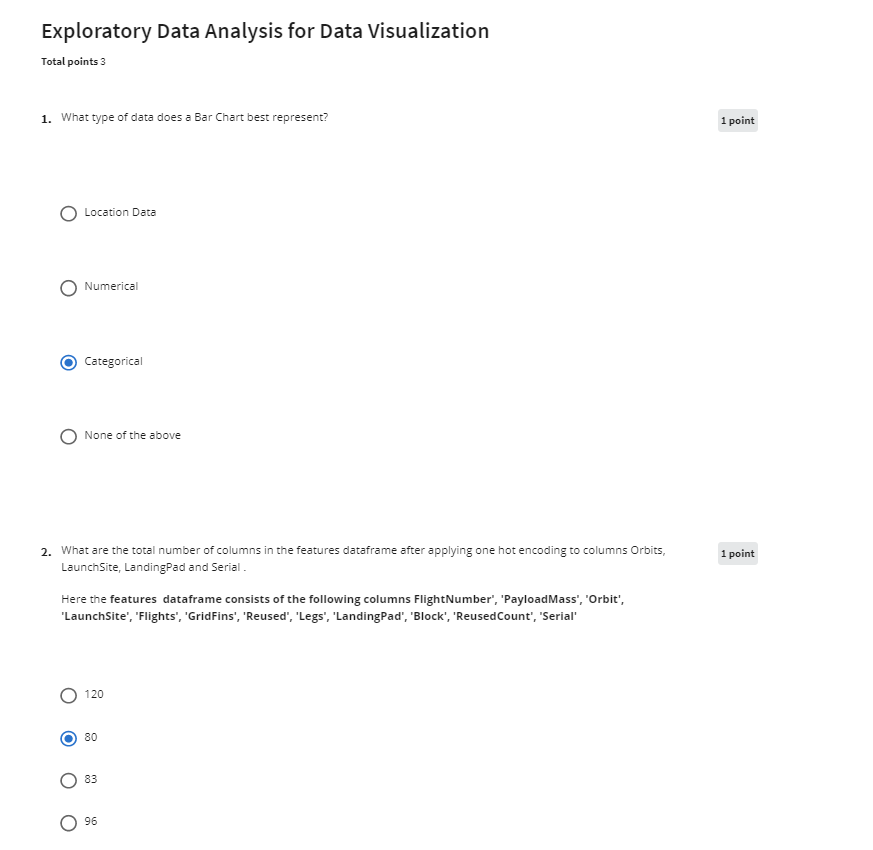 Exploratory Data Analysis for Data Visualization
Total points 3
1. What type of data does a Bar Chart best represent?
1 point
Location Data
Numerical
Categorical
None of the above
2. What are the total number of columns in the features dataframe after applying one hot encoding to columns Orbits,
LaunchSite, LandingPad and Serial .
1 point
Here the features dataframe consists of the following columns FlightNumber', 'PayloadMass', 'Orbit',
'LaunchSite', 'Flights', 'GridFins', 'Reused', 'Legs', 'LandingPad', 'Block', 'ReusedCount', 'Serial'
120
80
83
96